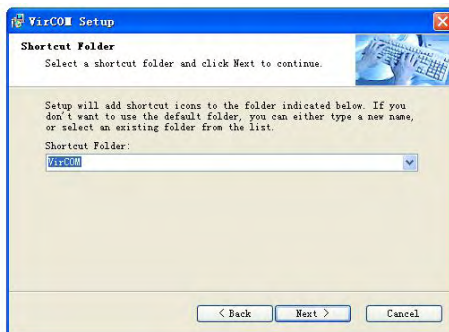 VirCOM Setup
Shortcut Folder
Select a shortcut folder and click Next to continue.
Setup will add shortcut icons to the folder indicated below. If you
don't want to use the default folder, you can either type a new name,
or select an existing folder from the list.
Shortcut Folder:
VirCOM
< Back
Next >
Cancel